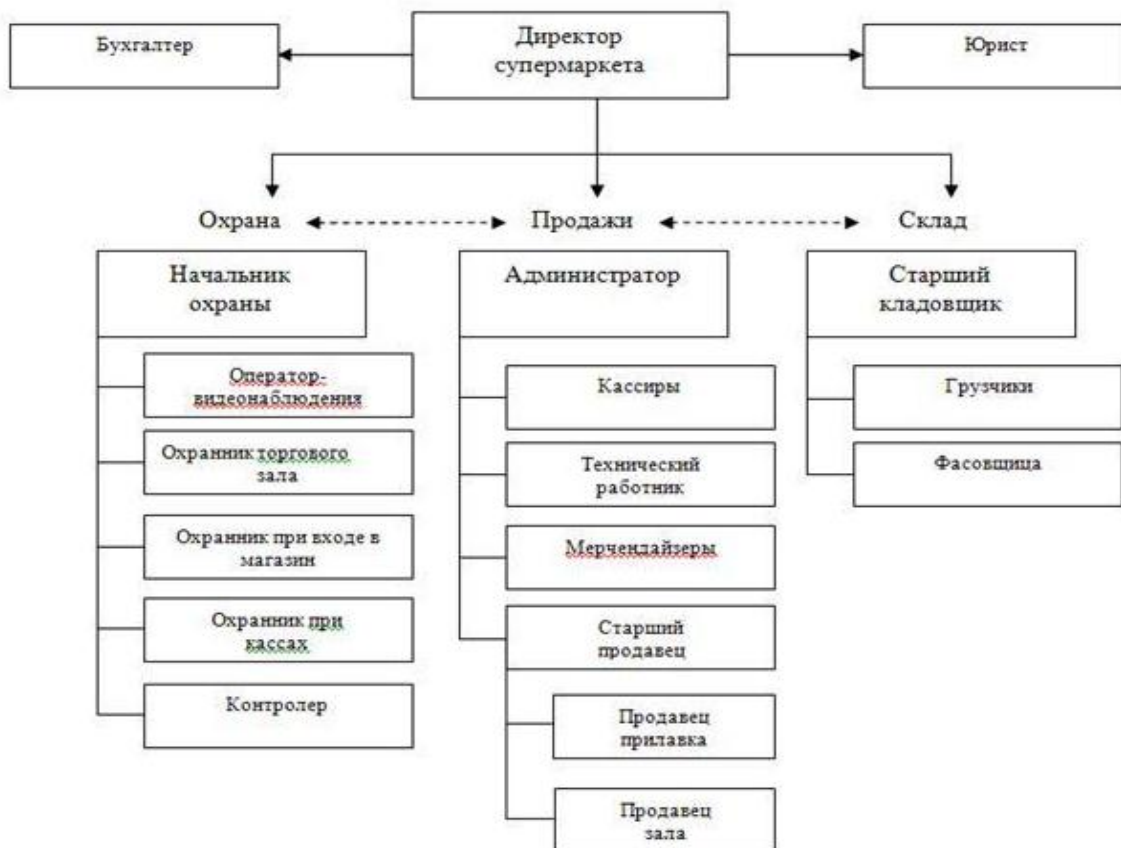 Бухгалтер
Директор
супермаркета
Юрист
Охрана
Продажи
Склад
Начальник
охраны
Оператор-
видеонаблюдения
Охранник торгового
зала
Охранник при входе в
магазин
Охранник при
кассах
Контролер
Администратор
Кассиры
Технический
работник
Мерчендайзеры
Старший
продавец
Продавец
прилавка
Продавец
зала
Старший
кладовщик
Грузчики
Фасовщица